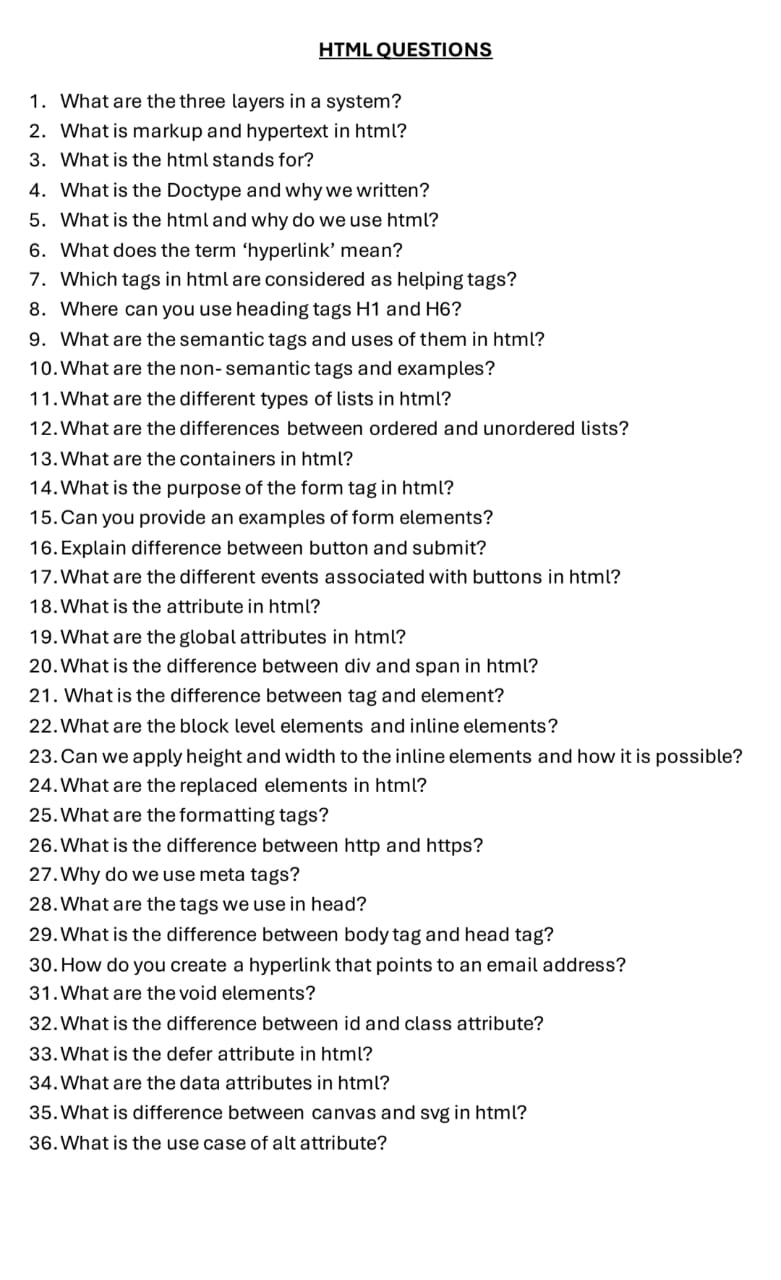 HTML QUESTIONS
1. What are the three layers in a system?
2. What is markup and hypertext in html?
3. What is the html stands for?
4. What is the Doctype and why we written?
5. What is the html and why do we use html?
6. What does the term ‘hyperlink’ mean?
7. Which tags in html are considered as helping tags?
8. Where can you use heading tags H1 and H6?
9. What are the semantic tags and uses of them in html?
10. What are the non- semantic tags and examples?
11. What are the different types of lists in html?
12. What are the differences between ordered and unordered lists?
13. What are the containers in html?
14. What is the purpose of the form tag in html?
15. Can you provide an examples of form elements?
16. Explain difference between button and submit?
17. What are the different events associated with buttons in html?
18. What is the attribute in html?
19. What are the global attributes in html?
20. What is the difference between div and span in html?
21. What is the difference between tag and element?
22. What are the block level elements and inline elements?
23. Can we apply height and width to the inline elements and how it is possible?
24. What are the replaced elements in html?
25. What are the formatting tags?
26. What is the difference between http and https?
27. Why do we use meta tags?
28. What are the tags we use in head?
29. What is the difference between body tag and head tag?
30. How do you create a hyperlink that points to an email address?
31. What are the void elements?
32. What is the difference between id and class attribute?
33. What is the defer attribute in html?
34. What are the data attributes in html?
35. What is difference between canvas and svg in html?
36. What is the use case of alt attribute?